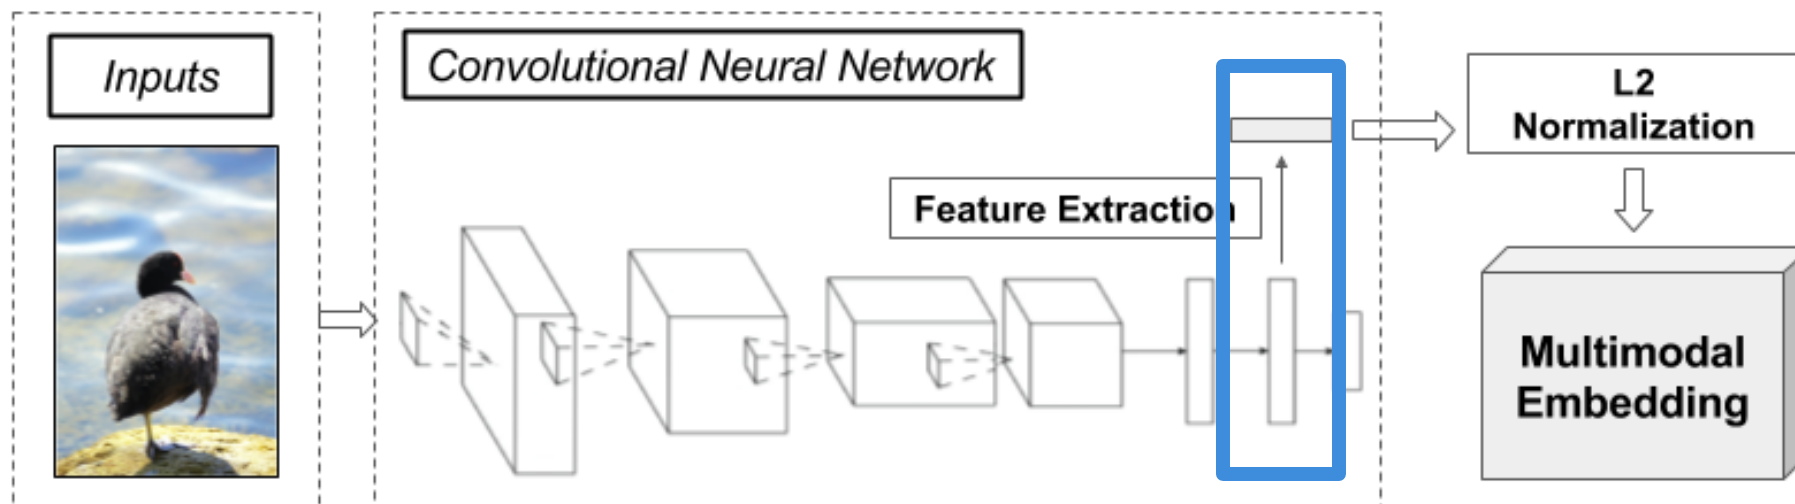 Inputs
Convolutional Neural Network
Feature Extraction
L2
Normalization
Multimodal
Embedding